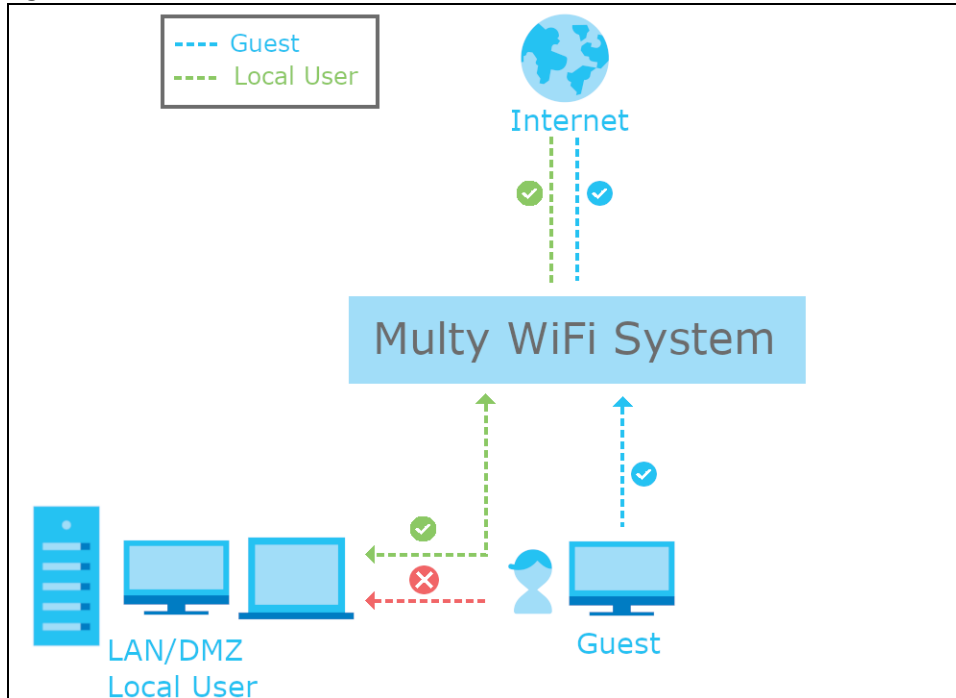 Guest
Local User
Internet
Multy WiFi System
Guest
LAN/DMZ
Local User